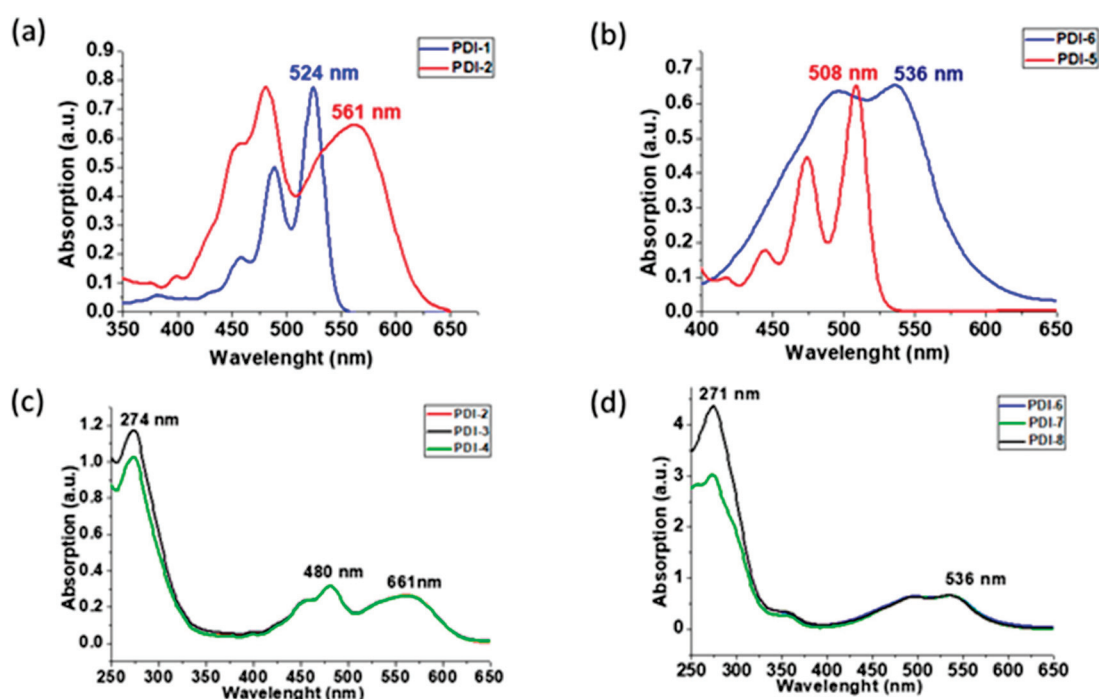 (a)
PDI-1
PDI-2
524 nm
561 nm
0.9
0.8
0.7
0.6
0.5
0.4
0.3
0.2
0.1
0.0
350 400 450 500 550 600 650
Absorption (a.u.)
Wavelenght (nm)
(b)
PDI-6
PDI-5
508 nm 536 nm
0.7
0.6
0.5
0.4
0.3
0.2
0.1
0.0
400 450 500 550 600 650
Absorption (a.u.)
Wavelenght (nm)
(c)
274 nm
PDI-2
PDI-3
PDI-4
480 nm
661nm
1.2
1.0
0.8
0.6
0.3
0.0
250 300 350 400 450 500 550 600 650
Absorption (a.u.)
Wavelenght (nm)
(d)
271 nm
PDI-6
PDI-7
PDI-8
536 nm
4
3
2
1
0
250 300 350 400 450 500 550 600 650
Absorption (a.u.)
Wavelenght (nm)